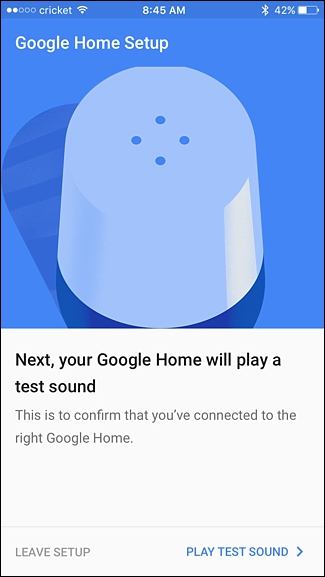 cricket 8:45 AM 42%
Google Home Setup
Next, your Google Home will play a
test sound
This is to confirm that you’ve connected to the
right Google Home.
LEAVE SETUP PLAY TEST SOUND